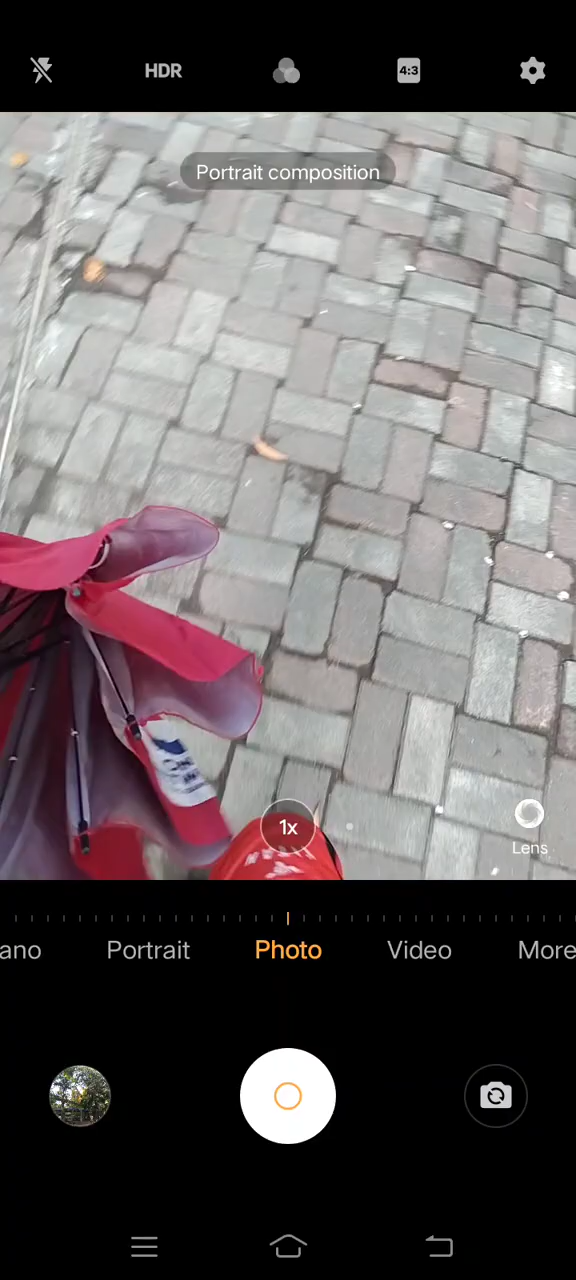 HDR
4:3
Portrait composition
1x
Lens
ano
Portrait
Photo
Video
More